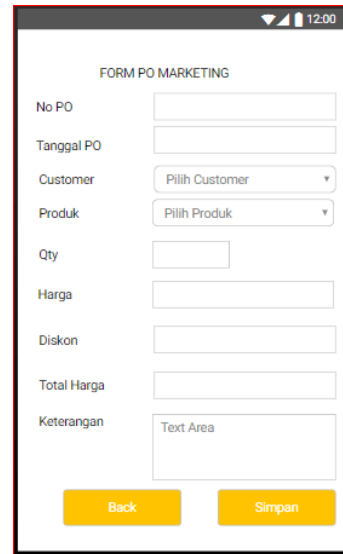 12:00
FORM PO MARKETING
No PO
Tanggal PO
Customer Pilih Customer
Produk Pilih Produk
Qty
Harga
Diskon
Total Harga
Keterangan Text Area
Back Simpan